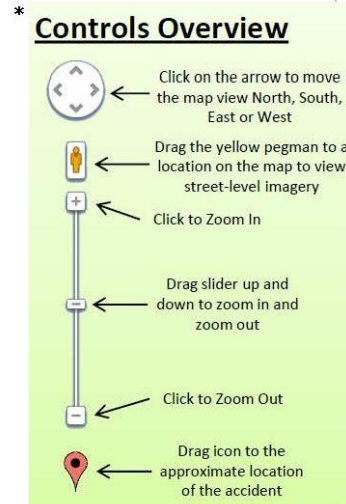 *
Controls Overview
Click on the arrow to move
the map view North, South,
East or West
Drag the yellow pegman to a
location on the map to view
street-level imagery
+
Click to Zoom In
Drag slider up and
down to zoom in and
zoom out
Click to Zoom Out
Drag icon to the
approximate location
of the accident